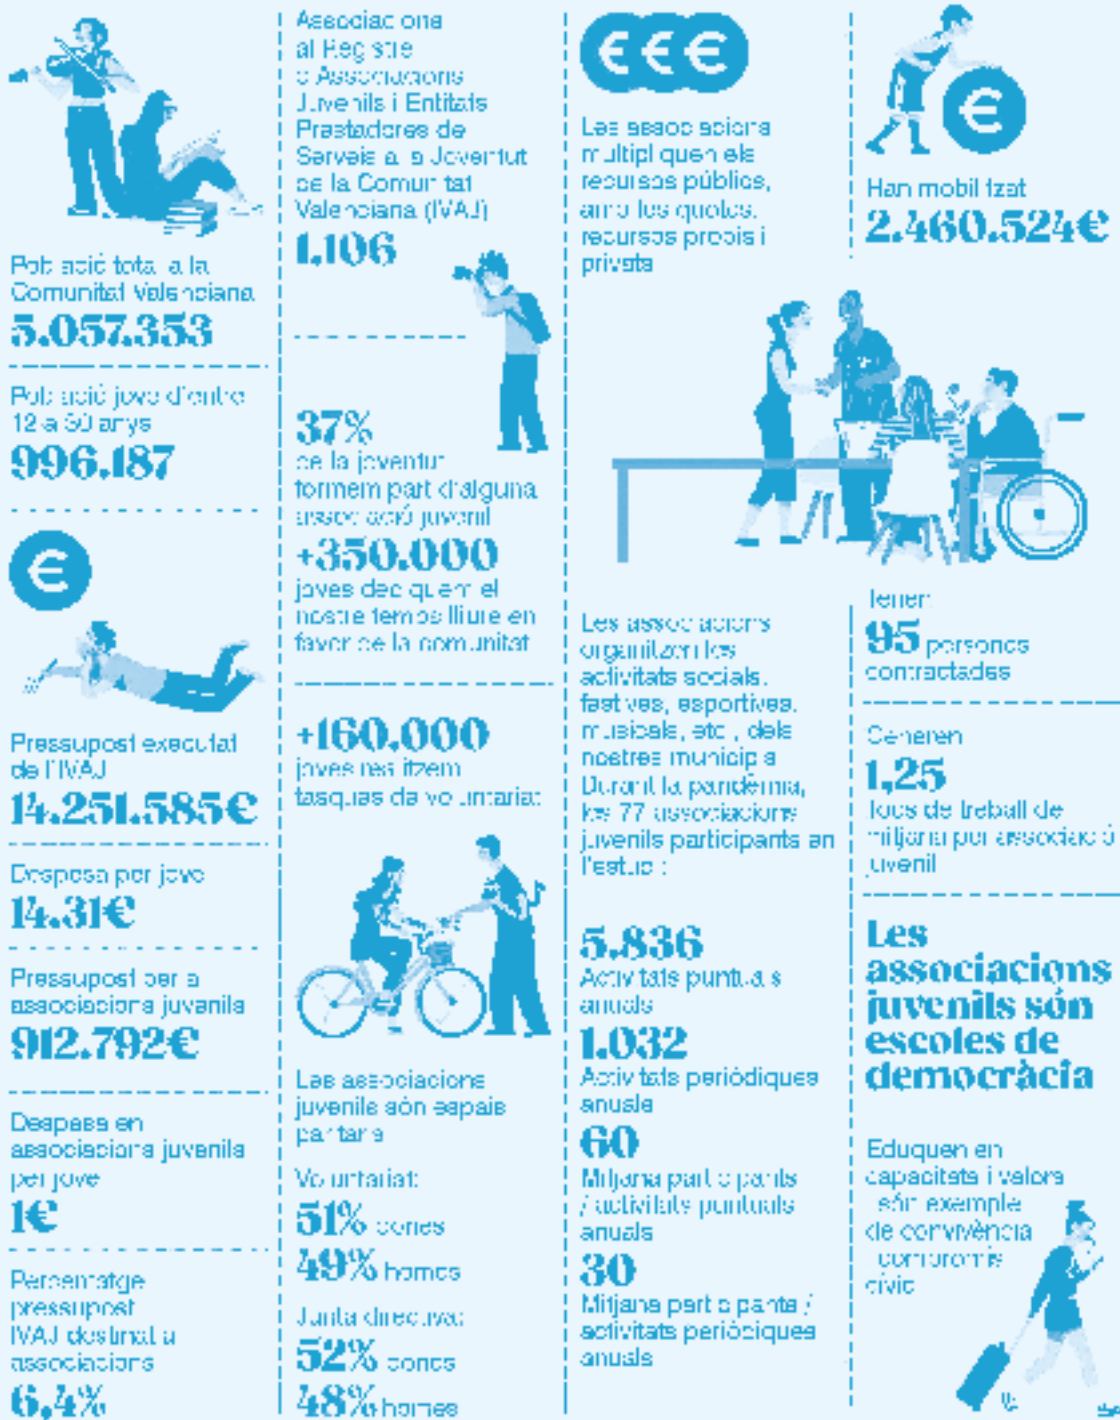 Població total a la
Comunitat Valenciana
5.057.353
Població jove d'entre
12 a 30 anys
996.187
€
Pressupost executat
de l'IVAJ
14.251.585€
Despesa per jove
14.31€
Pressupost per a
associacions juvenils
912.792€
Despesa en
associacions juvenils
per jove
1€
Percentatge
pressupost
IVAJ destinat a
associacions
6,4%
Associacions
al Registre
d'Associacions
Juvenils i Entitats
Prestadores de
Serveis a la Joventut
de la Comunitat
Valenciana (IVAJ)
1.106
37%
de la joventut
formem part d'alguna
associació juvenil
+350.000
joves dediquem el
nostre temps lliure en
favor de la comunitat
+160.000
joves realitzem
tasques de voluntariat
Les associacions
juvenils són espais
paritaris
Voluntariat:
51% dones
49% homes
Junta directiva:
52% dones
48% homes
€€€
Les associacions
multipliquen els
recursos públics,
amb les quotes,
recursos propis i
privats
Les associacions
organitzen les
activitats socials,
festives, esportives,
musicals, etc., dels
nostres municipis
Durant la pandèmia,
les 77 associacions
juvenils participants en
l'estudi:
5.836
Activitats puntuals
anuals
1.032
Activitats periòdiques
anuals
60
Mitjana participants
/ activitats puntuals
anuals
30
Mitjana participants /
activitats periòdiques
anuals
€
Han mobilitzat
2.460.524€
Tenen
95 persones
contractades
Generen
1,25
llocs de treball de
mitjana per associació
juvenil
Les
associacions
juvenils són
escoles de
democràcia
Eduquen en
capacitats i valors
i són exemple
de convivència
i compromís
cívic